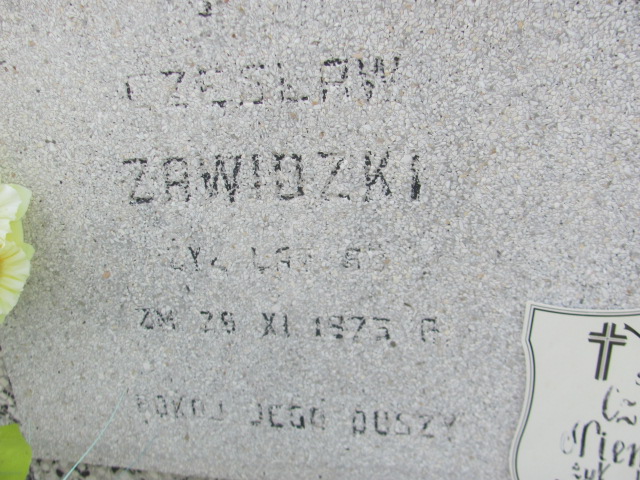 CZESŁAW
ZAWIDZKI
ŻYŁ LAT
ZM 26 XI 1975 R.
POKÓJ JEGO DUSZY